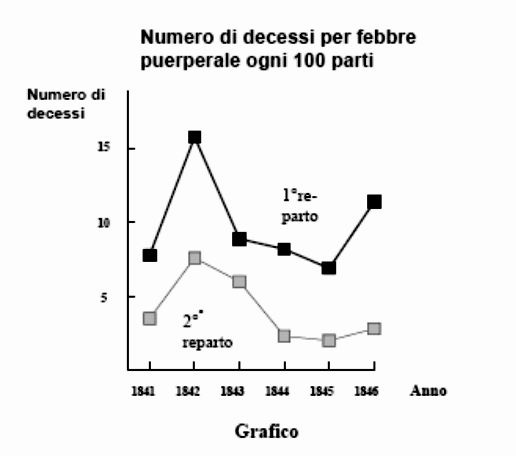 Numero di decessi per febbre
puerperale ogni 100 parti
Numero di
decessi
15
10
5
1°re-
parto
2°
reparto
1841 1842 1843 1844 1845 1846 Anno
Grafico